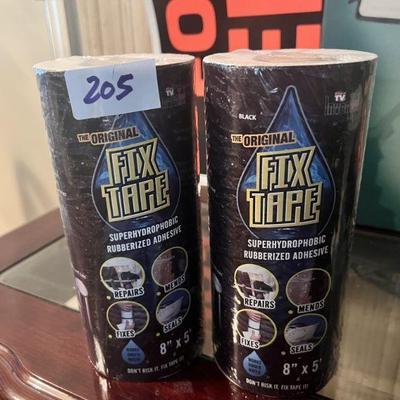 205
THE ORIGINAL
FIX
TAPE
SUPERHYDROPHOBIC
RUBBERIZED ADHESIVE
REPAIRS
MENDS
FIXES
SEALS
8" x 5'
DON'T RISK IT, FIX TAPE IT!
TV
BLACK
THE ORIGINAL
FIX
TAPE
SUPERHYDROPHOBIC
RUBBERIZED ADHESIVE
REPAIRS
MENDS
FIXES
SEALS
8" x 5'
DON'T RISK IT, FIX TAPE IT!